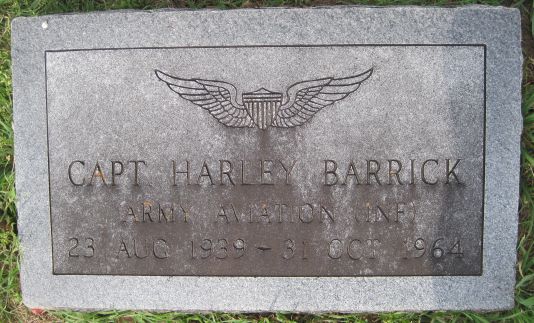 CAPT. HARLEY BARRICK
(ARMY AVIATION (INF)
23 AUG 1939 - 31 OCT 1964